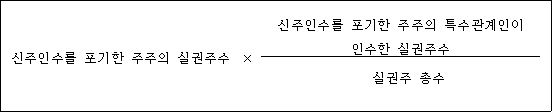 신주인수를 포기한 주주의 특수관계인이
인수한 실권주수
신주인수를 포기한 주주의 실권주수 ×
실권주 총수